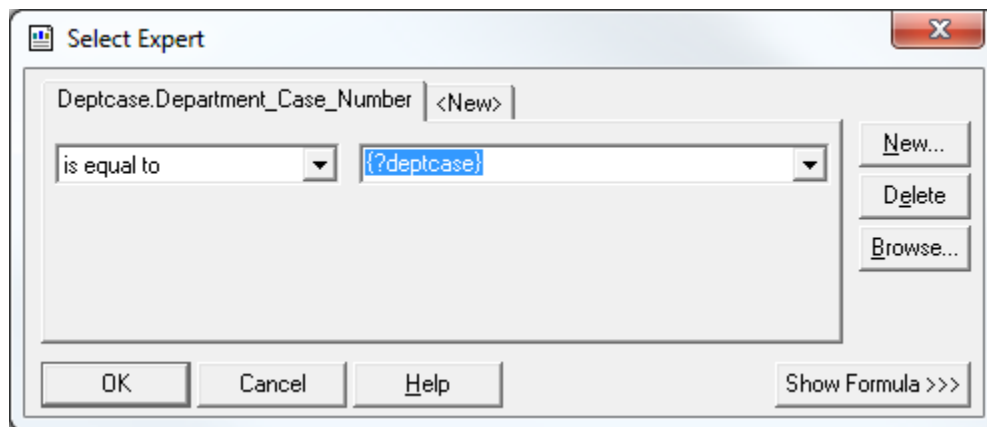 Select Expert
Deptcase.Department_Case_Number <New>
is equal to {?deptcase}
New...
Delete
Browse...
OK Cancel Help Show Formula >>>